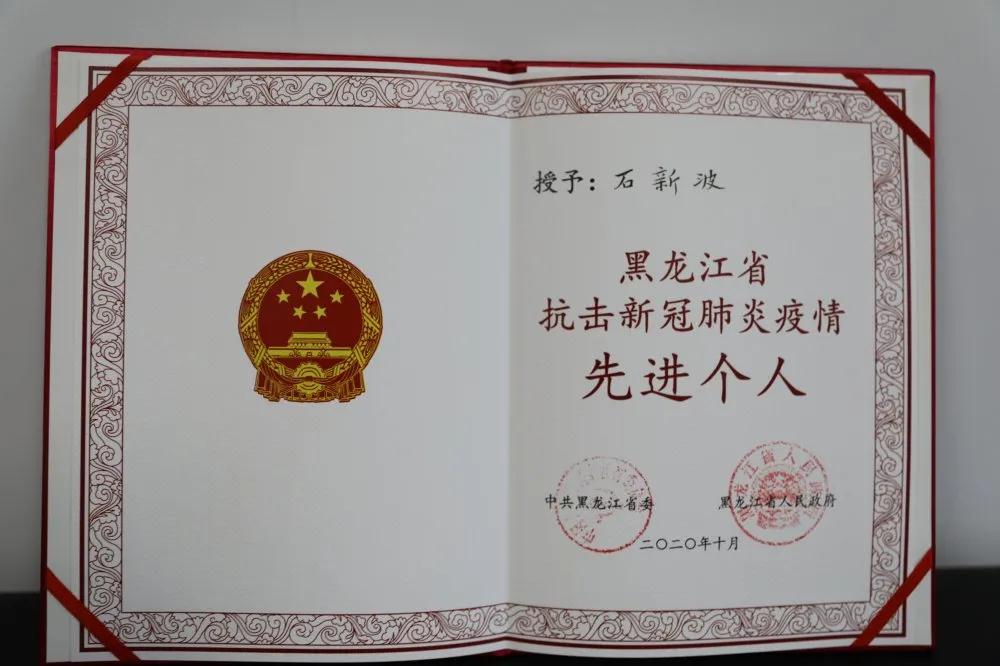 授予：石新波
黑龙江省
抗击新冠肺炎疫情
先进个人
中共黑龙江省委
黑龙江省人民政府
二〇二〇年十月